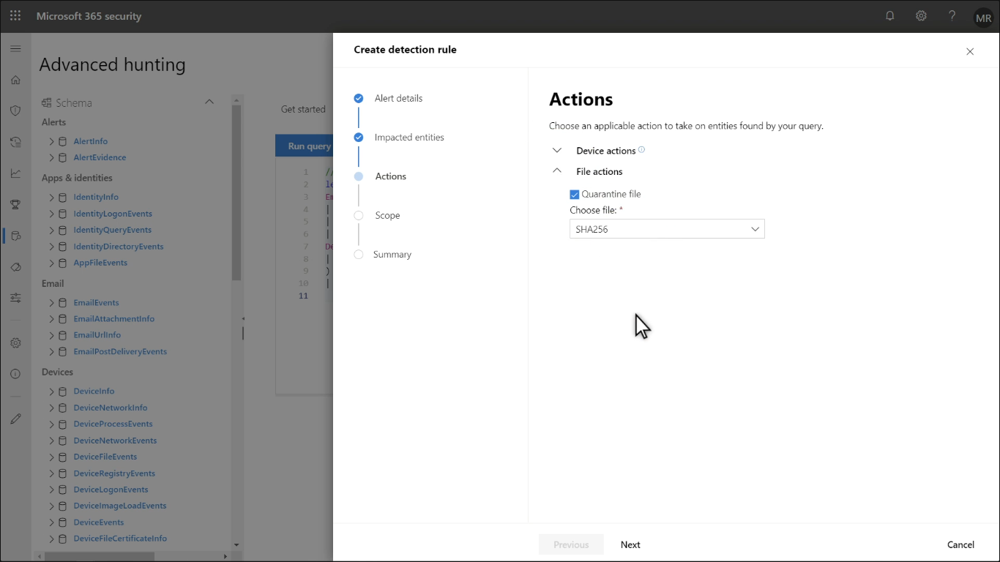 Microsoft 365 security
MR
Advanced hunting
Schema
Alerts
AlertInfo
AlertEvidence
Apps & identities
IdentityInfo
IdentityLogonEvents
IdentityQueryEvents
IdentityDirectoryEvents
AppFileEvents
Email
EmailEvents
EmailAttachmentInfo
EmailUrlInfo
EmailPostDeliveryEvents
Devices
DeviceInfo
DeviceNetworkInfo
DeviceProcessEvents
DeviceNetworkEvents
DeviceFileEvents
DeviceRegistryEvents
DeviceLogonEvents
DeviceImageLoadEvents
DeviceEvents
DeviceFileCertificateInfo
Get started
Run query
1 //
2 le
3 Em
4 |
5 |
6 |
7 De
8 |
9 )
10 |
11
Create detection rule
Alert details
Impacted entities
Actions
Scope
Summary
Actions
Choose an applicable action to take on entities found by your query.
Device actions
File actions
Quarantine file
Choose file: *
SHA256
Previous
Next
Cancel